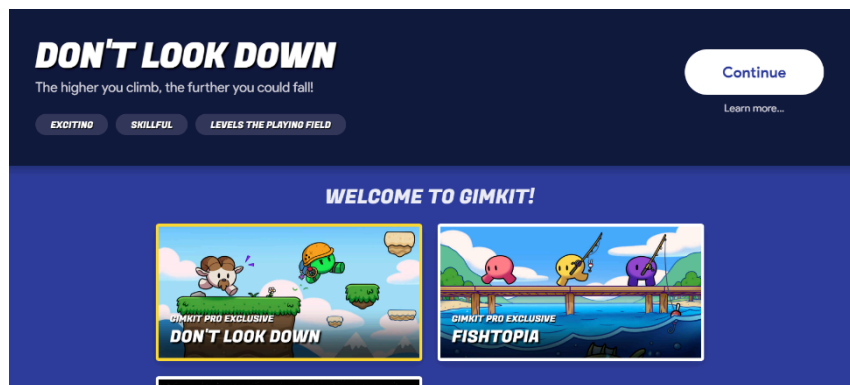 DON'T LOOK DOWN
The higher you climb, the further you could fall!
Continue
Learn more...
EXCITING
SKILLFUL
LEVELS THE PLAYING FIELD
WELCOME TO GIMKIT!
GIMKIT PRO EXCLUSIVE
DON'T LOOK DOWN
GIMKIT PRO EXCLUSIVE
FISHTOPIA